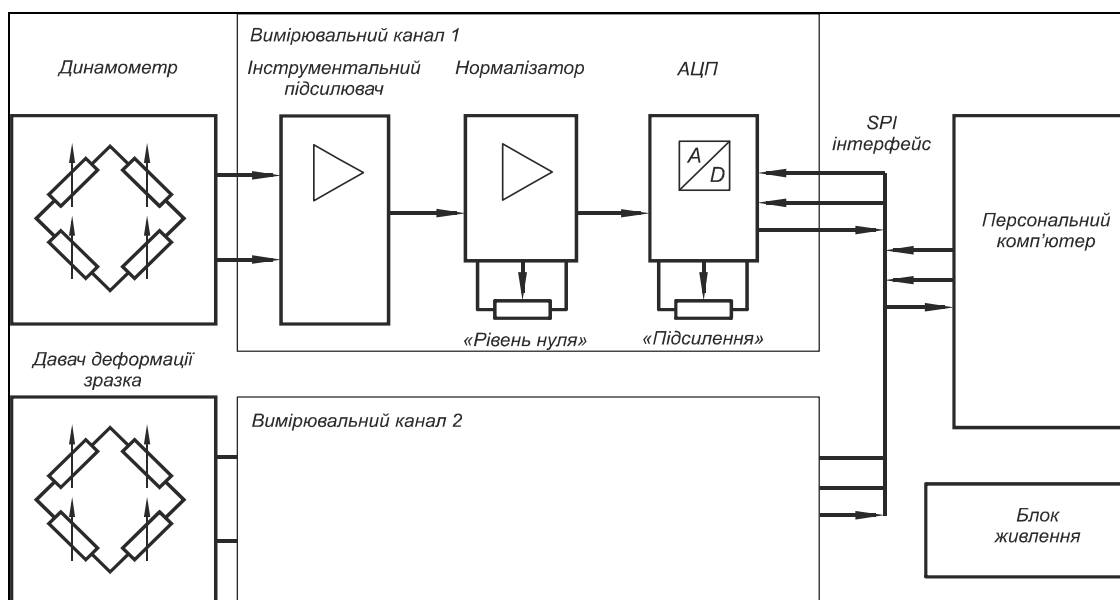 Вимірювальний канал 1
Динамометр
Інструментальний
підсилювач
Нормалізатор
АЦП
A
D
SPI
інтерфейс
Персональний
комп’ютер
«Рівень нуля»
«Підсилення»
Давач деформації
зразка
Вимірювальний канал 2
Блок
живлення